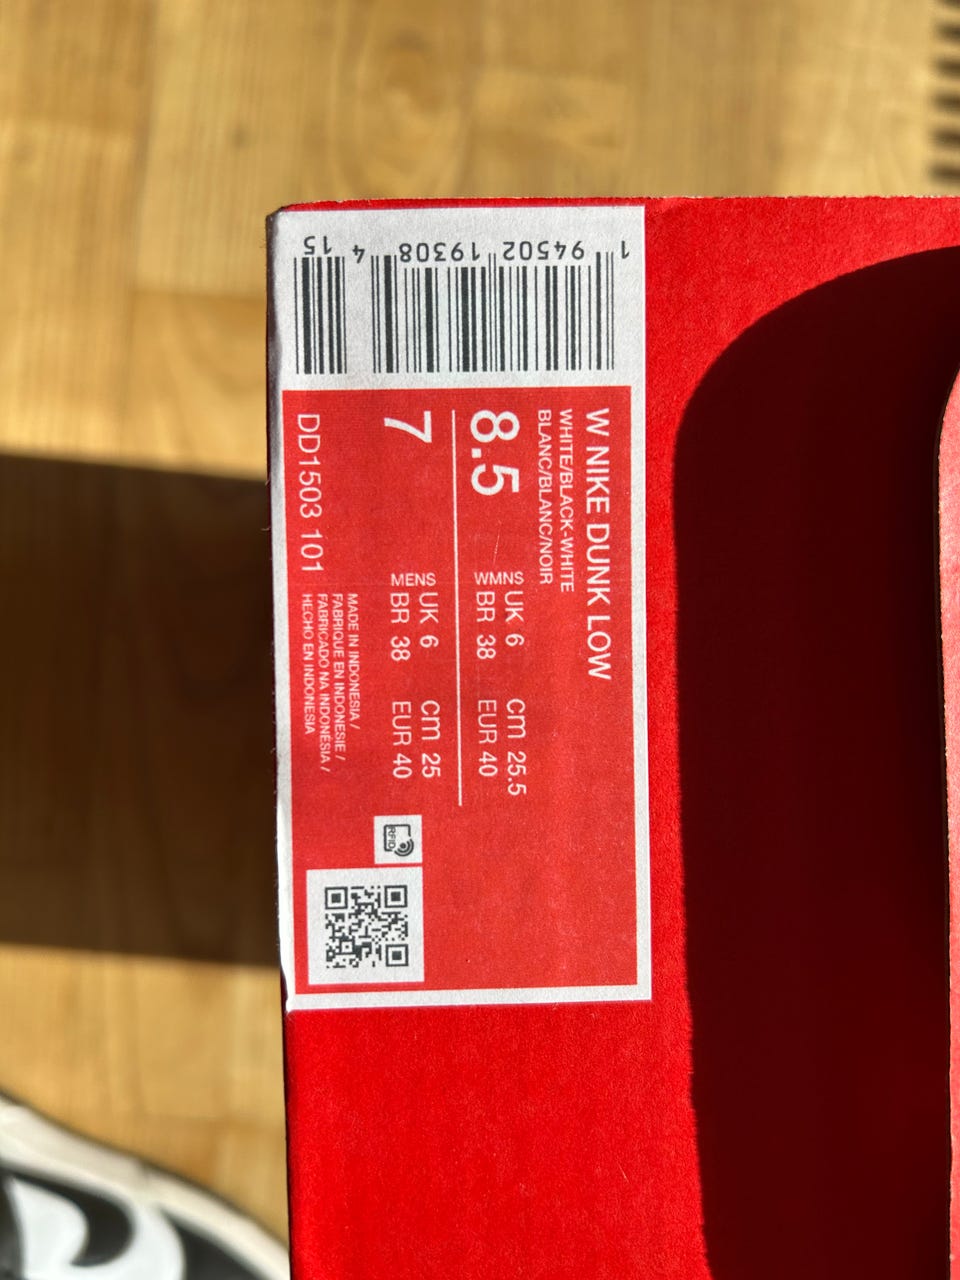 W NIKE DUNK LOW
WHITE/BLACK-WHITE
BLANC/BLANC/NOIR
8.5
WMNS
UK 6 cm 25.5
BR 38 EUR 40
7
MENS
UK 6 cm 25
BR 38 EUR 40
DD1503 101
MADE IN INDONESIA /
FABRIQUE EN INDONESIE /
FABRICADO NA INDONÉSIA /
HECHO EN INDONESIA
RFID
1 94502 19308 4 15